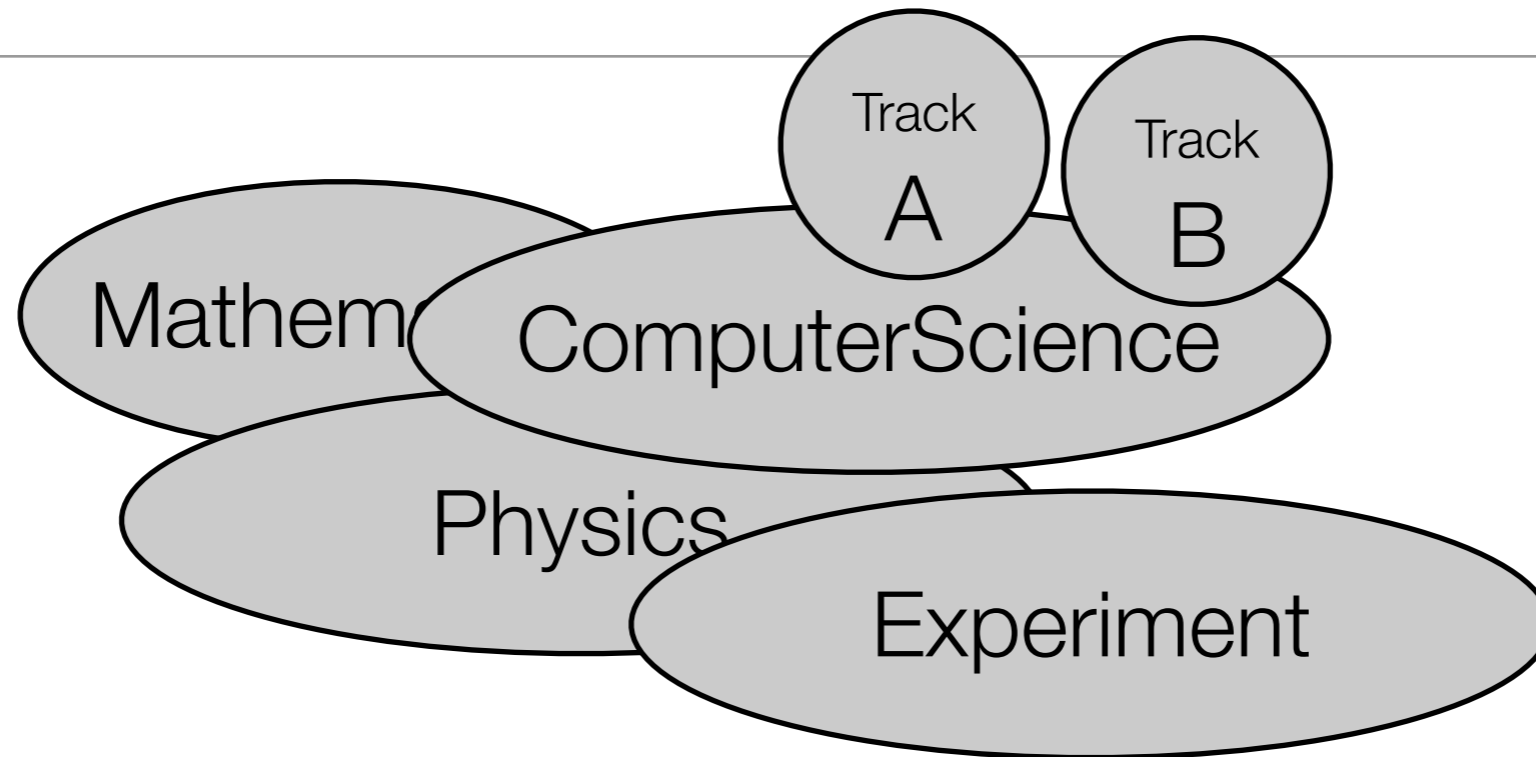 Track
A
Track
B
Mathem
ComputerScience
Physics
Experiment